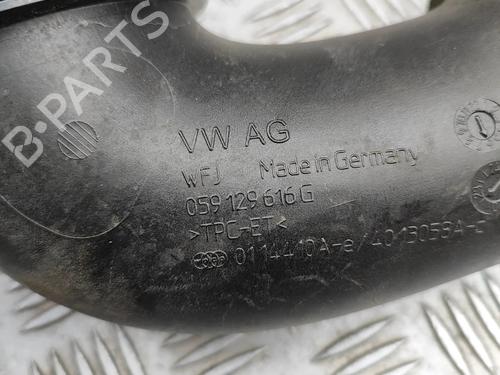 B-PARTS
VW AG
WFJ Made in Germany
059 129 616 G
>TPC-ET<
0114410A-e/4013058A-c